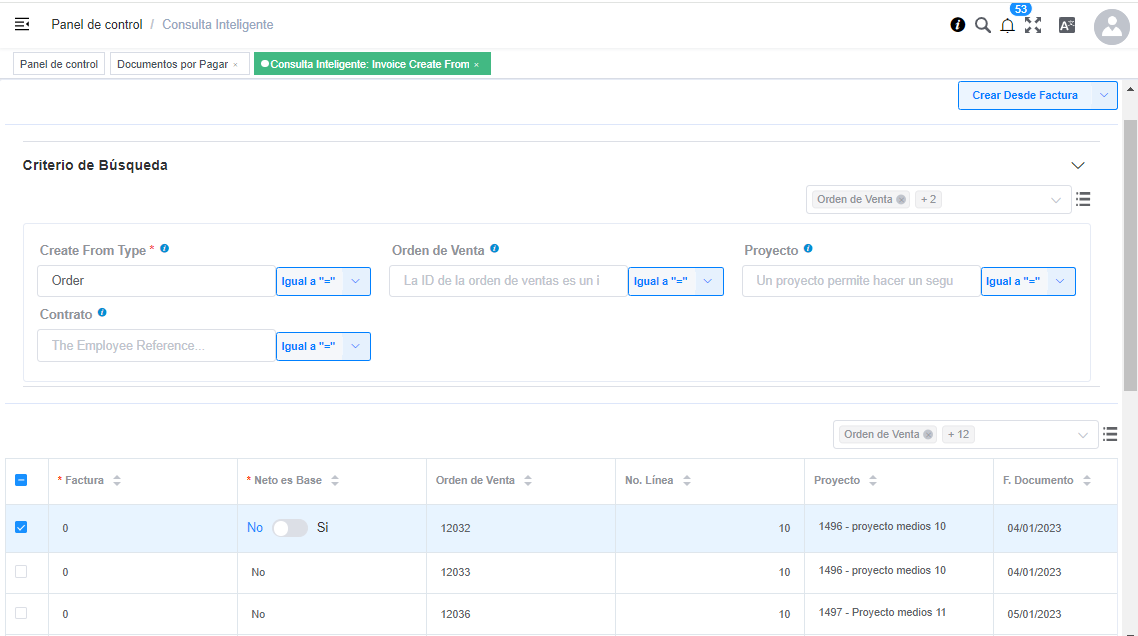 53
Panel de control / Consulta Inteligente
Panel de control Documentos por Pagar × Consulta Inteligente: Invoice Create From ×
Crear Desde Factura
Criterio de Búsqueda
Orden de Venta + 2
Create From Type * Orden de Venta Proyecto
Order Igual a "=" La ID de la orden de ventas es un i Igual a "=" Un proyecto permite hacer un segu Igual a "="
Contrato
The Employee Reference... Igual a "="
Orden de Venta + 12
* Factura * Neto es Base Orden de Venta No. Línea Proyecto F. Documento
0 No Si 12032 10 1496 - proyecto medios 10 04/01/2023
0 No 12033 10 1496 - proyecto medios 10 04/01/2023
0 No 12036 10 1497 - Proyecto medios 11 05/01/2023